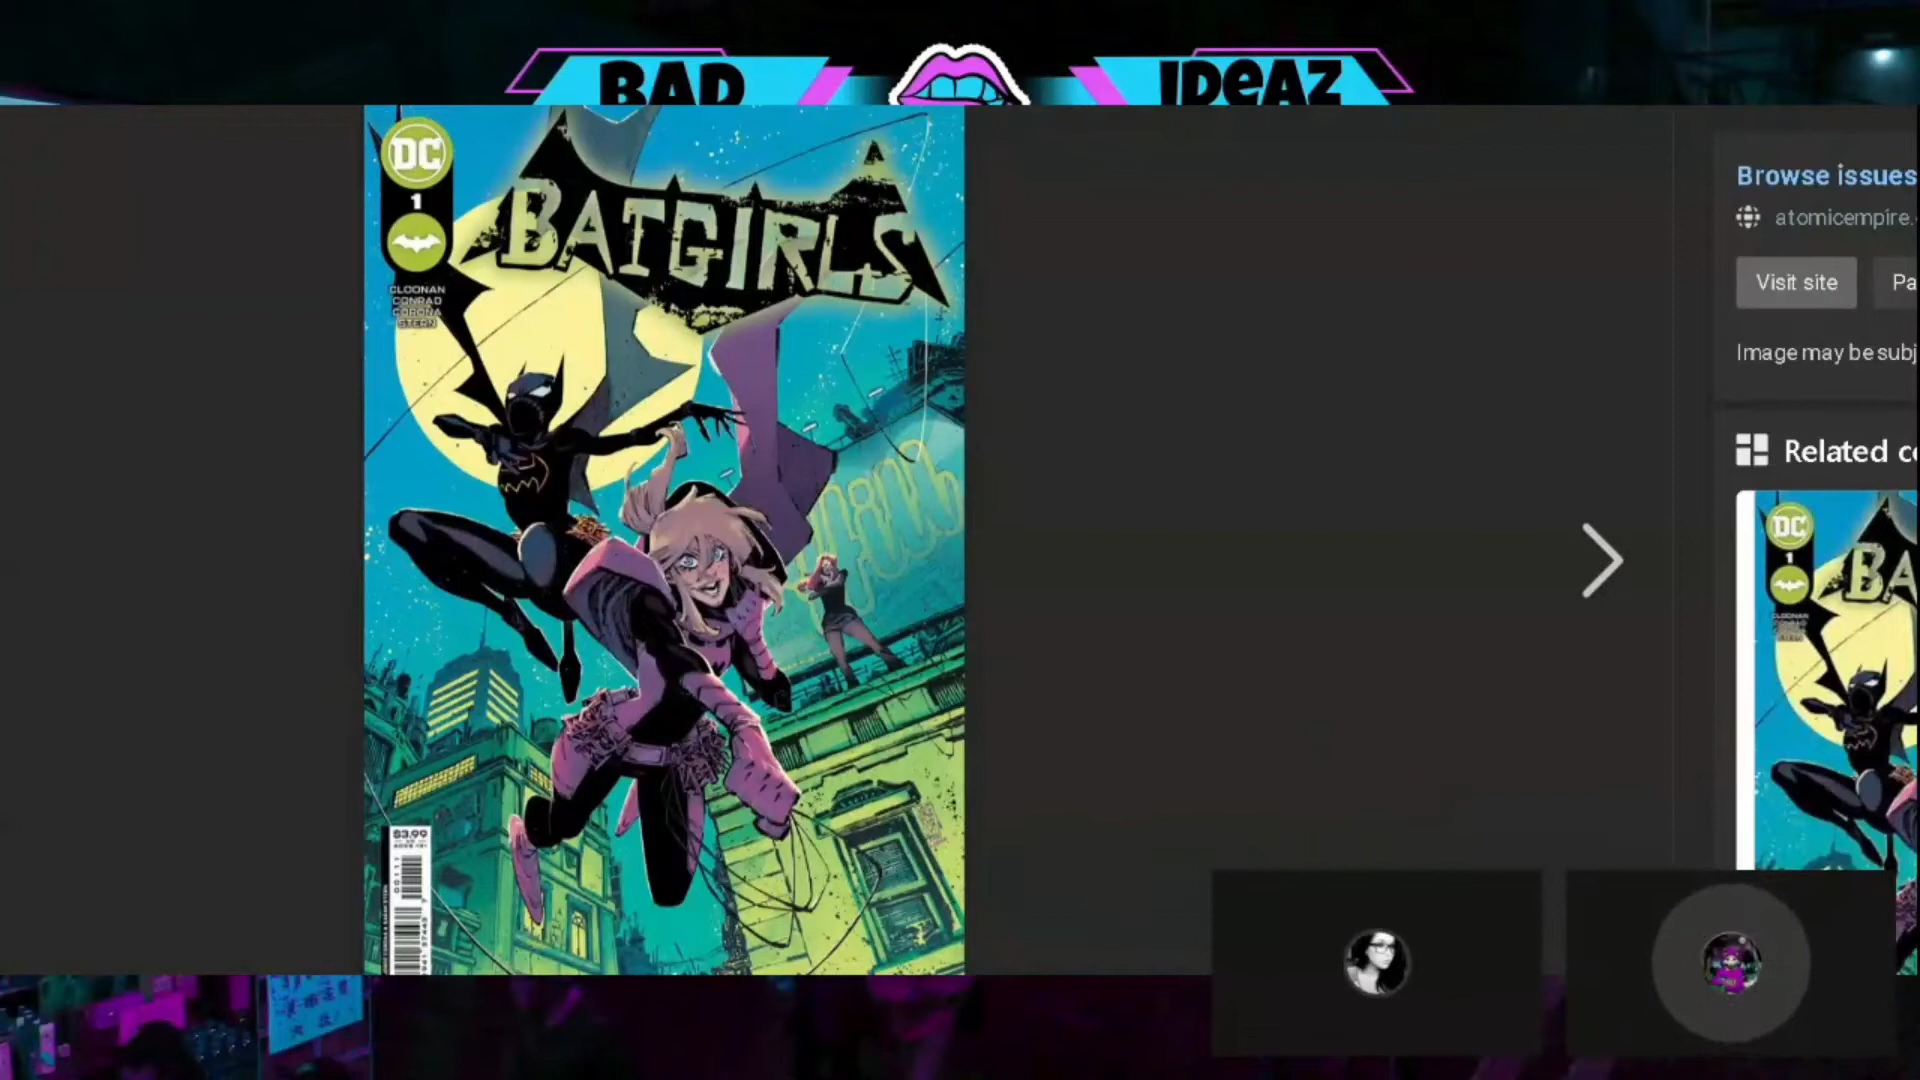 BAD IDEAZ
DC
1
BATGIRLS
CLOONAN
CONRAD
CORONA
STERN
$3.99
Browse issues
atomicempire.
Visit site
Pa
Image may be subj
Related co
DC
1
BA